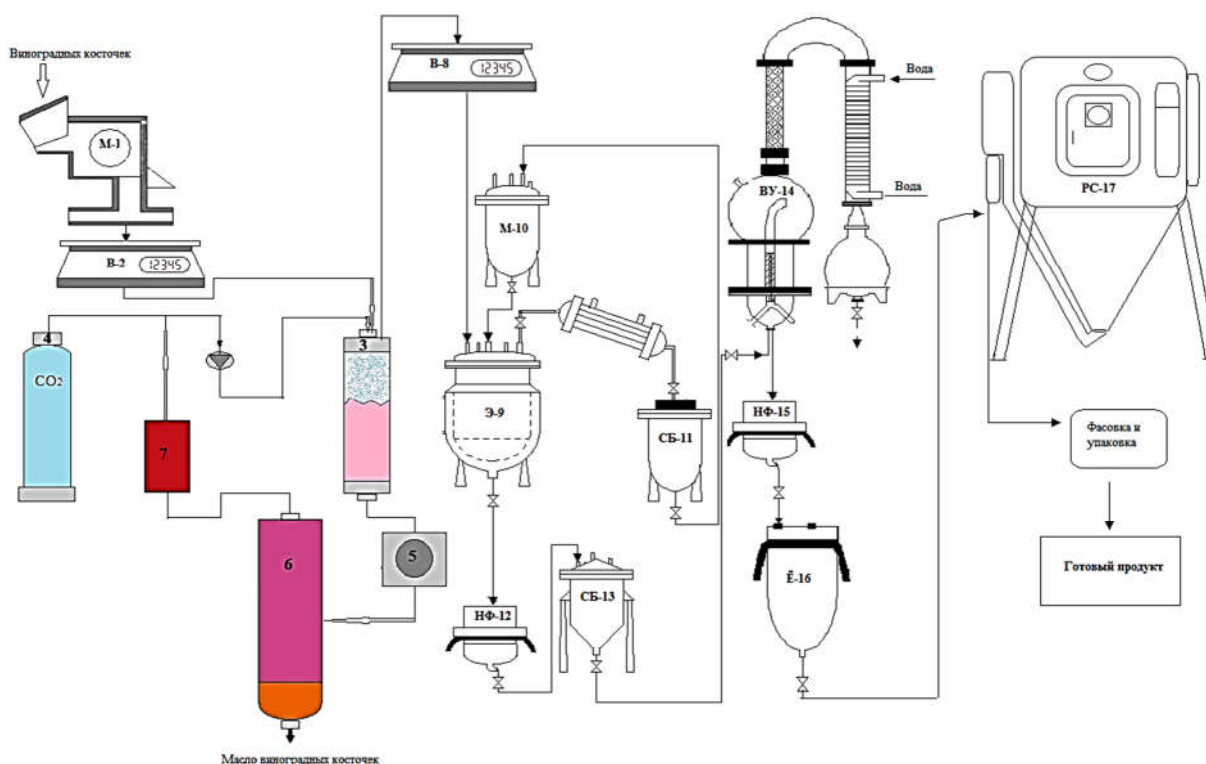 Виноградных косточек
М-1
В-2
12345
4
CO₂
7
3
5
6
Масло виноградных косточек
В-8
12345
М-10
Э-9
СБ-11
НФ-12
СБ-13
ВУ-14
Вода
Вода
НФ-15
Ё-16
РС-17
Фасовка и
упаковка
Готовый продукт